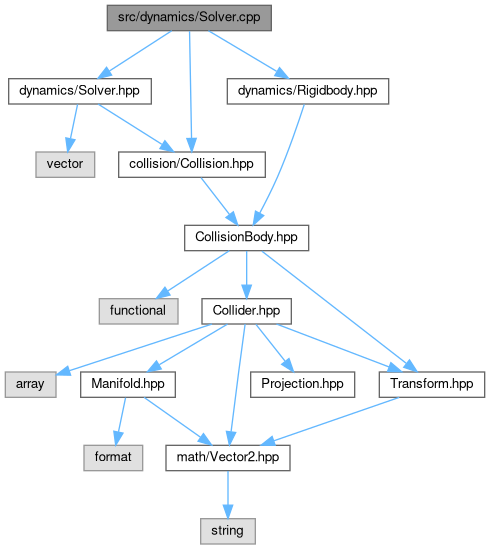 src/dynamics/Solver.cpp
dynamics/Solver.hpp
dynamics/Rigidbody.hpp
vector
collision/Collision.hpp
CollisionBody.hpp
functional
Collider.hpp
array
Manifold.hpp
Projection.hpp
Transform.hpp
format
math/Vector2.hpp
string